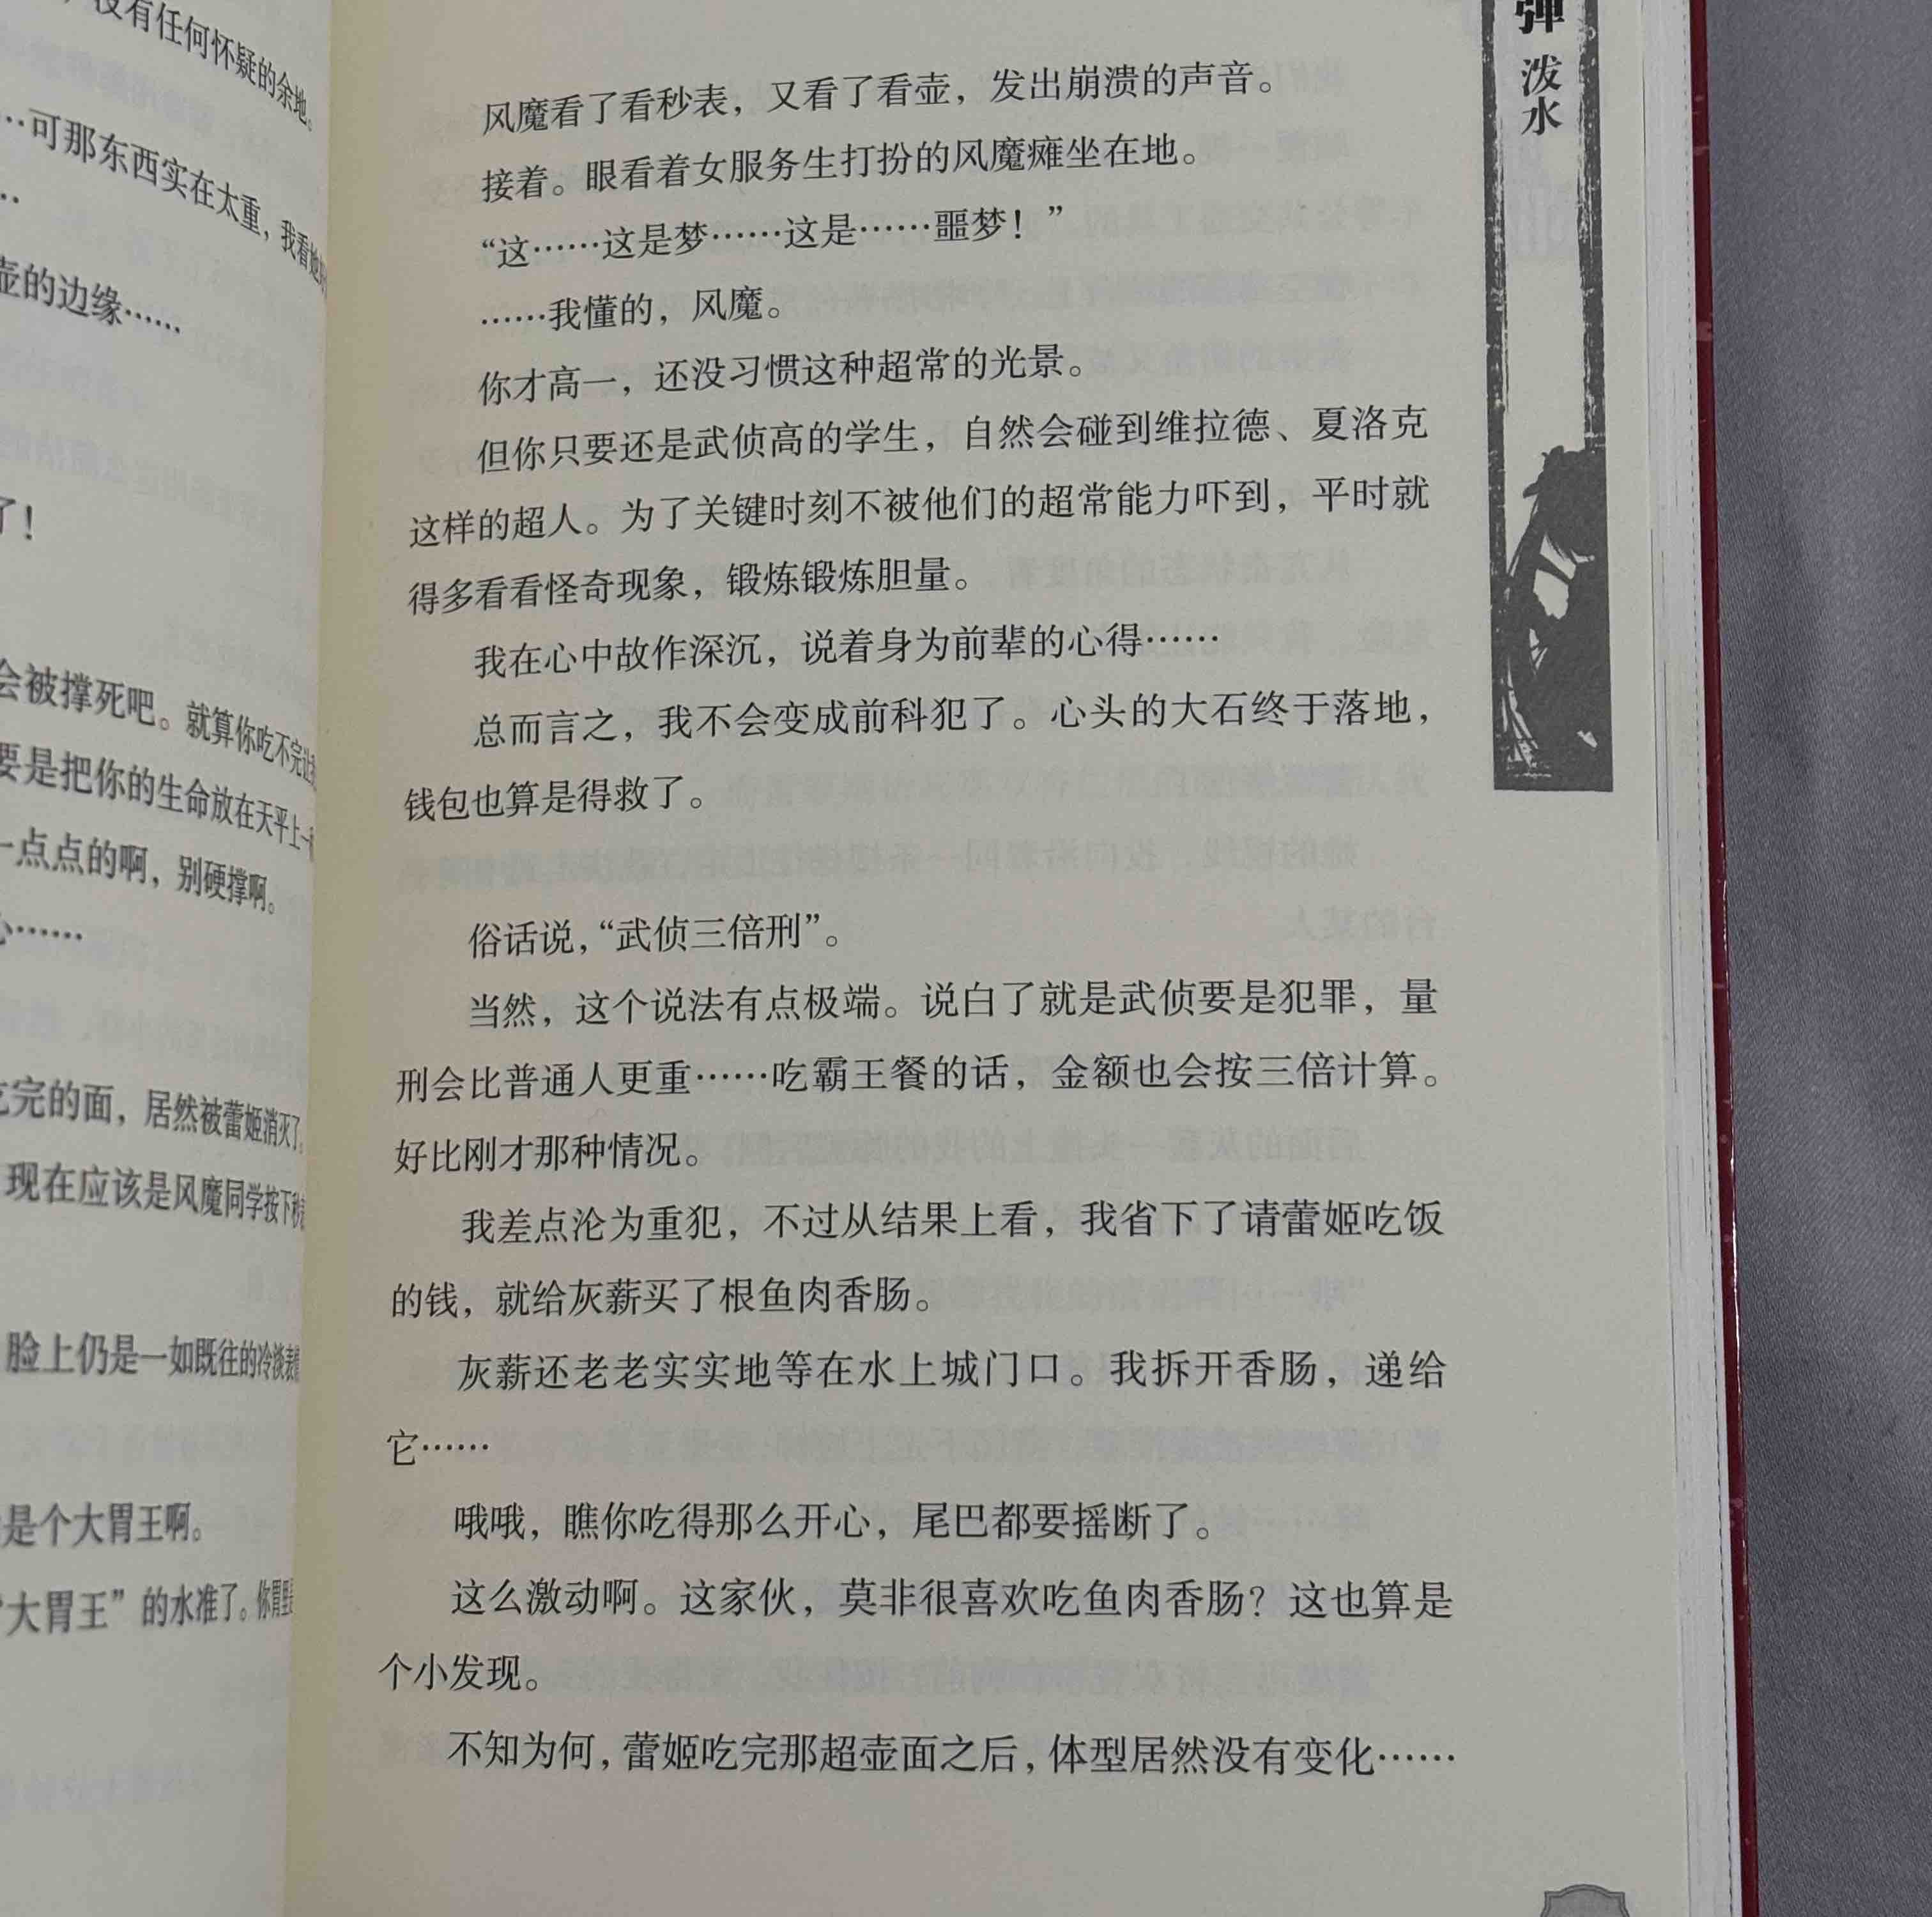 没有任何怀疑的余地。
……可那东西实在太重，我看她
壶的边缘……
了！
会被撑死吧。就算你吃不完
要是把你的生命放在天平上
一点点的啊，别硬撑啊。
……
完的面，居然被蕾姬消灭了。
现在应该是风魔同学按下秒
脸上仍是一如既往的冷淡表
是个大胃王啊。
“大胃王”的水准了。你胃里
风魔看了看秒表，又看了看壶，发出崩溃的声音。
接着。眼看着女服务生打扮的风魔瘫坐在地。
“这……这是梦……这是……噩梦！”
……我懂的，风魔。
你才高一，还没习惯这种超常的光景。
但你只要还是武侦高的学生，自然会碰到维拉德、夏洛克
这样的超人。为了关键时刻不被他们的超常能力吓到，平时就
得多看看怪奇现象，锻炼锻炼胆量。
我在心中故作深沉，说着身为前辈的心得……
总而言之，我不会变成前科犯了。心头的大石终于落地，
钱包也算是得救了。
俗话说，“武侦三倍刑”。
当然，这个说法有点极端。说白了就是武侦要是犯罪，量
刑会比普通人更重……吃霸王餐的话，金额也会按三倍计算。
好比刚才那种情况。
我差点沦为重犯，不过从结果上看，我省下了请蕾姬吃饭
的钱，就给灰薪买了根鱼肉香肠。
灰薪还老老实实地等在水上城门口。我拆开香肠，递给
它……
哦哦，瞧你吃得那么开心，尾巴都要摇断了。
这么激动啊。这家伙，莫非很喜欢吃鱼肉香肠？这也算是
个小发现。
不知为何，蕾姬吃完那超壶面之后，体型居然没有变化……
弹 泼水